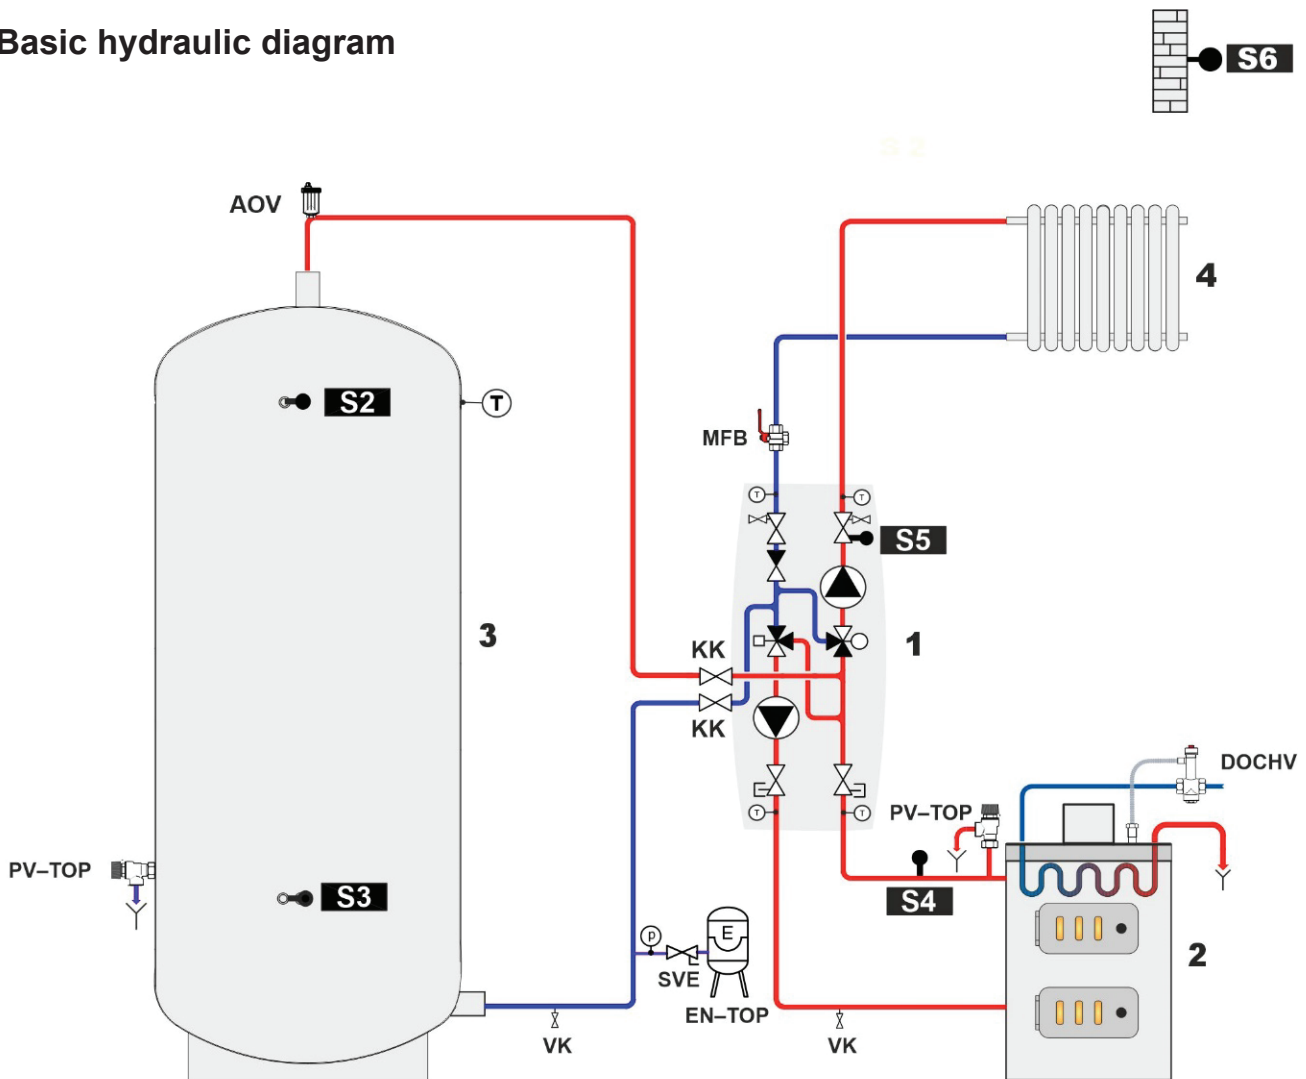 Basic hydraulic diagram
S6
S 2
AOV
4
S2
T
MFB
T
T
S5
3
1
KK
KK
DOCHV
T
T
PV–TOP
PV–TOP
S3
S4
P
E
2
SVE
EN–TOP
VK
VK